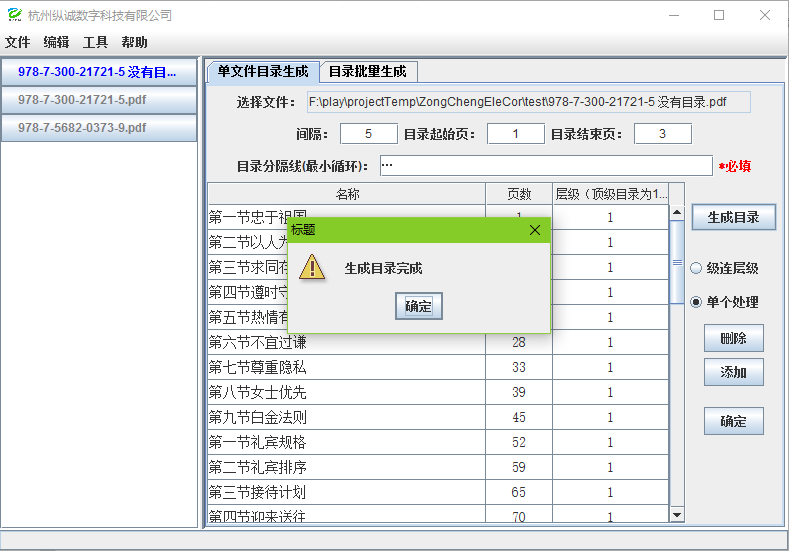 杭州纵诚数字科技有限公司
文件 编辑 工具 帮助
978-7-300-21721-5 没有目...
978-7-300-21721-5.pdf
978-7-5682-0373-9.pdf
单文件目录生成 目录批量生成
选择文件: F:\play\projectTemp\ZongChengEleCor\test\978-7-300-21721-5 没有目录.pdf
间隔: 5 目录起始页: 1 目录结束页: 3
目录分隔线(最小循环): ••• *必填
名称 页数 层级（顶级目录为1...
第一节忠于祖国 1 1
第二节以人为 1
第三节求同存 1
第四节遵时守 1
第五节热情有 1
第六节不宜过谦 28 1
第七节尊重隐私 33 1
第八节女士优先 39 1
第九节白金法则 45 1
第一节礼宾规格 52 1
第二节礼宾排序 59 1
第三节接待计划 65 1
第四节迎来送往 70 1
标题
生成目录完成
确定
生成目录
级连层级
单个处理
删除
添加
确定